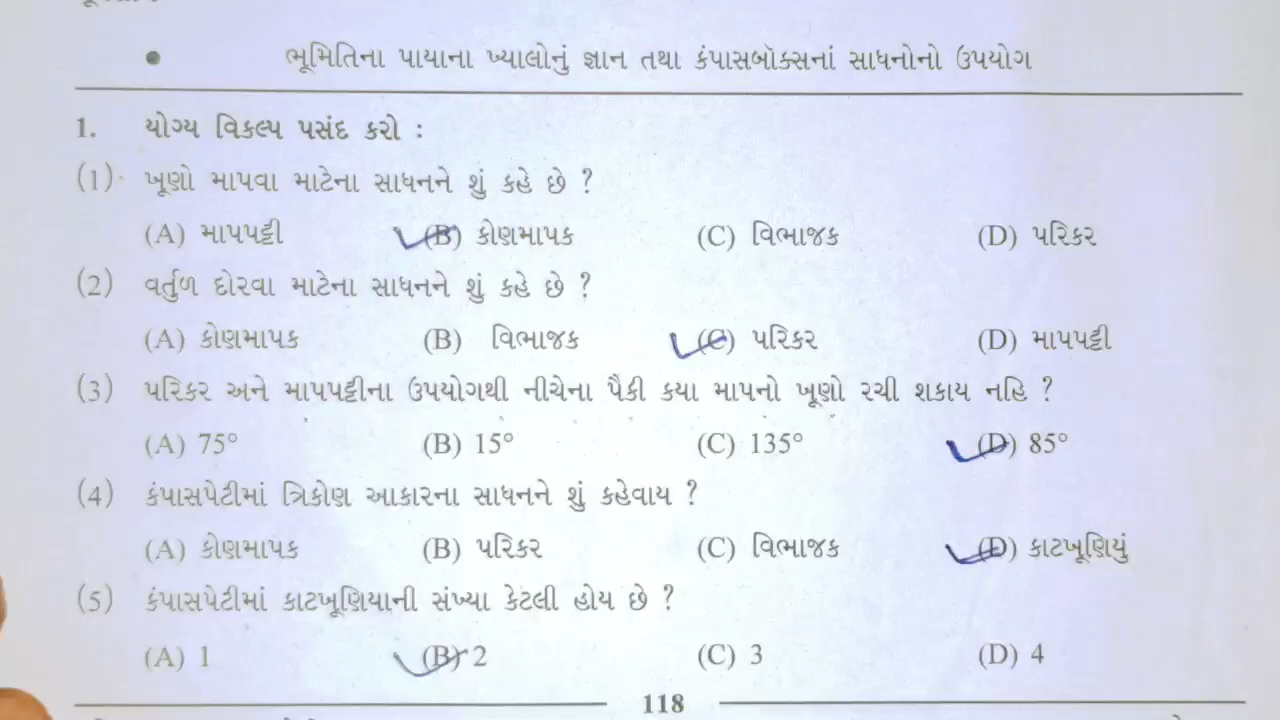 • ભૂમિતિના પાયાના ખ્યાલોનું જ્ઞાન તથા કંપાસબૉક્સનાં સાધનોનો ઉપયોગ
1. યોગ્ય વિકલ્પ પસંદ કરો :
(1) ખૂણો માપવા માટેના સાધનને શું કહે છે ?
(A) માપપટ્ટી (B) કોણમાપક (C) વિભાજક (D) પરિકર
(2) વર્તુળ દોરવા માટેના સાધનને શું કહે છે ?
(A) કોણમાપક (B) વિભાજક (C) પરિકર (D) માપપટ્ટી
(3) પરિકર અને માપપટ્ટીના ઉપયોગથી નીચેના પૈકી કયા માપનો ખૂણો રચી શકાય નહિ ?
(A) 75° (B) 15° (C) 135° (D) 85°
(4) કંપાસપેટીમાં ત્રિકોણ આકારના સાધનને શું કહેવાય ?
(A) કોણમાપક (B) પરિકર (C) વિભાજક (D) કાટખૂણિયું
(5) કંપાસપેટીમાં કાટખૂણિયાની સંખ્યા કેટલી હોય છે ?
(A) 1 (B) 2 (C) 3 (D) 4
118